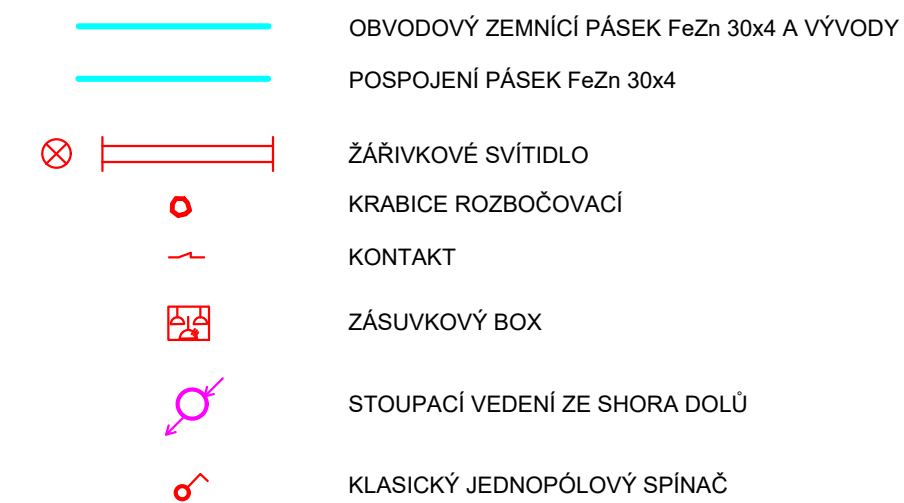 OBVODOVÝ ZEMNÍCÍ PÁSEK FeZn 30x4 A VÝVODY
POSPOJENÍ PÁSEK FeZn 30x4
ŽÁŘIVKOVÉ SVÍTIDLO
KRABICE ROZBOČOVACÍ
KONTAKT
ZÁSUVKOVÝ BOX
STOUPACÍ VEDENÍ ZE SHORA DOLŮ
KLASICKÝ JEDNOPÓLOVÝ SPÍNAČ